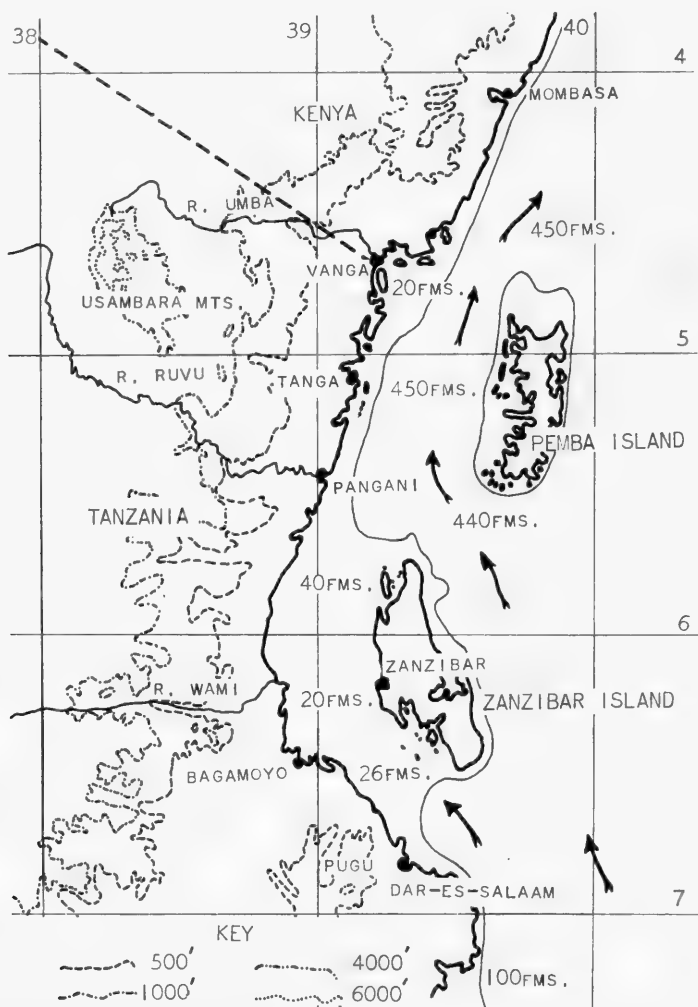 38
39
40
4
MOMBASA
KENYA
R. UMBA
450FMS.
VANGA
20FMS.
USAMBARA MTS.
5
R. RUVU
TANGA
450FMS.
PEMBA ISLAND
PANGANI
TANZANIA
440FMS.
40FMS.
6
ZANZIBAR
R. WAMI
20FMS.
ZANZIBAR ISLAND
BAGAMOYO
26FMS.
PUGU
DAR-ES-SALAAM
7
KEY
500'
4000'
1000'
6000'
100FMS.